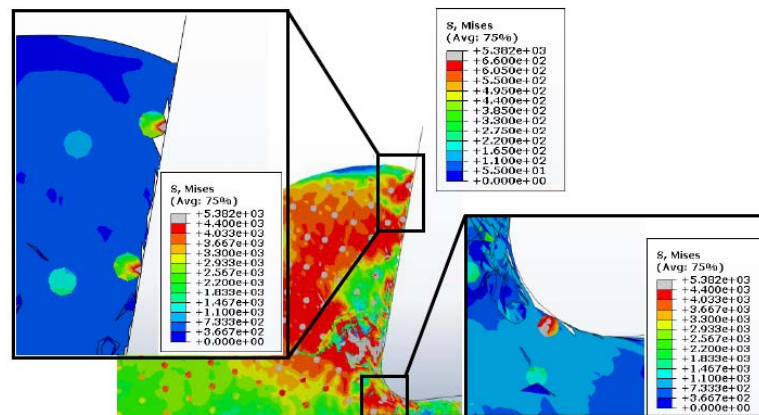 S, Mises
(Avg: 75%)
+5.382e+03
+6.600e+02
+6.050e+02
+5.500e+02
+4.950e+02
+4.400e+02
+3.850e+02
+3.300e+02
+2.750e+02
+2.200e+02
+1.650e+02
+1.100e+02
+5.500e+01
+0.000e+00
S, Mises
(Avg: 75%)
+5.382e+03
+4.400e+03
+4.033e+03
+3.667e+03
+3.300e+03
+2.933e+03
+2.567e+03
+2.200e+03
+1.833e+03
+1.467e+03
+1.100e+03
+7.333e+02
+3.667e+02
+0.000e+00
S, Mises
(Avg: 75%)
+5.382e+03
+4.400e+03
+4.033e+03
+3.667e+03
+3.300e+03
+2.933e+03
+2.567e+03
+2.200e+03
+1.833e+03
+1.467e+03
+1.100e+03
+7.333e+02
+3.667e+02
+0.000e+00